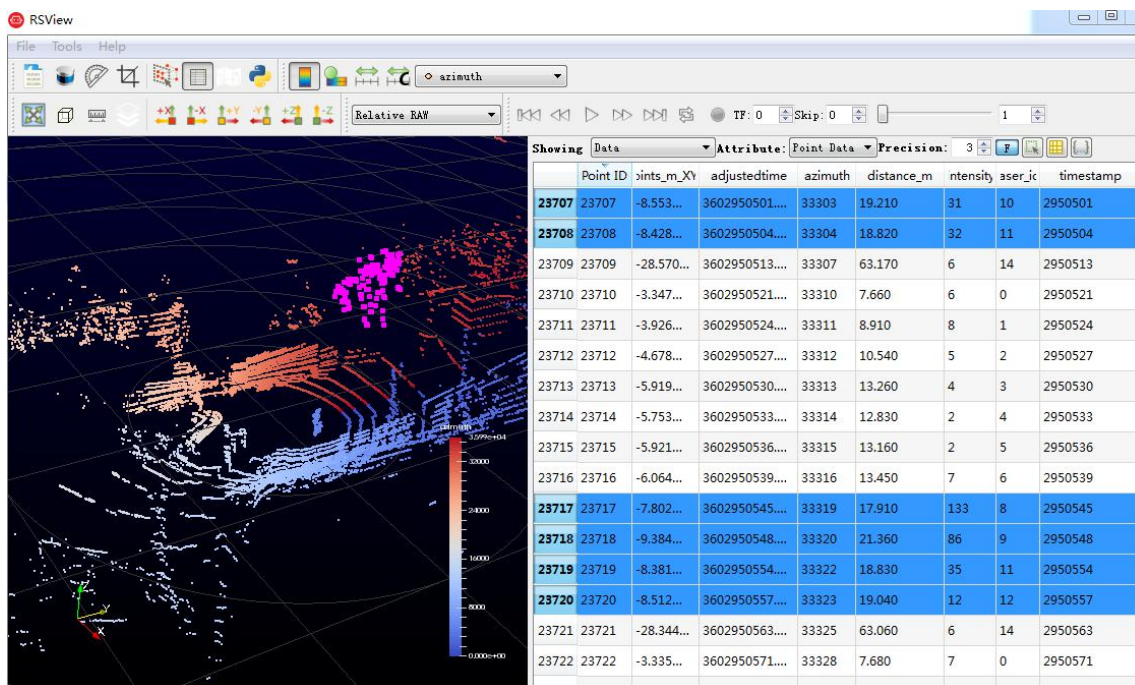 RSView
File Tools Help
azimuth
+X -X +Y -Y +Z -Z Relative RAW TF: 0 Skip: 0 1
Showing Data Attribute: Point Data Precision: 3 F {..}
Point ID oints_m_XY adjustedtime azimuth distance_m ntensity aser_ic timestamp
23707 23707 -8.553... 3602950501.... 33303 19.210 31 10 2950501
23708 23708 -8.428... 3602950504.... 33304 18.820 32 11 2950504
23709 23709 -28.570... 3602950513.... 33307 63.170 6 14 2950513
23710 23710 -3.347... 3602950521.... 33310 7.660 6 0 2950521
23711 23711 -3.926... 3602950524.... 33311 8.910 8 1 2950524
23712 23712 -4.678... 3602950527.... 33312 10.540 5 2 2950527
23713 23713 -5.919... 3602950530.... 33313 13.260 4 3 2950530
23714 23714 -5.753... 3602950533.... 33314 12.830 2 4 2950533
23715 23715 -5.921... 3602950536.... 33315 13.160 2 5 2950536
23716 23716 -6.064... 3602950539.... 33316 13.450 7 6 2950539
23717 23717 -7.802... 3602950545.... 33319 17.910 133 8 2950545
23718 23718 -9.384... 3602950548.... 33320 21.360 86 9 2950548
23719 23719 -8.381... 3602950554.... 33322 18.830 35 11 2950554
23720 23720 -8.512... 3602950557.... 33323 19.040 12 12 2950557
23721 23721 -28.344... 3602950563.... 33325 63.060 6 14 2950563
23722 23722 -3.335... 3602950571.... 33328 7.680 7 0 2950571
azimuth
3.599e+04
32000
24000
16000
8000
0.000e+00
Z
Y
X